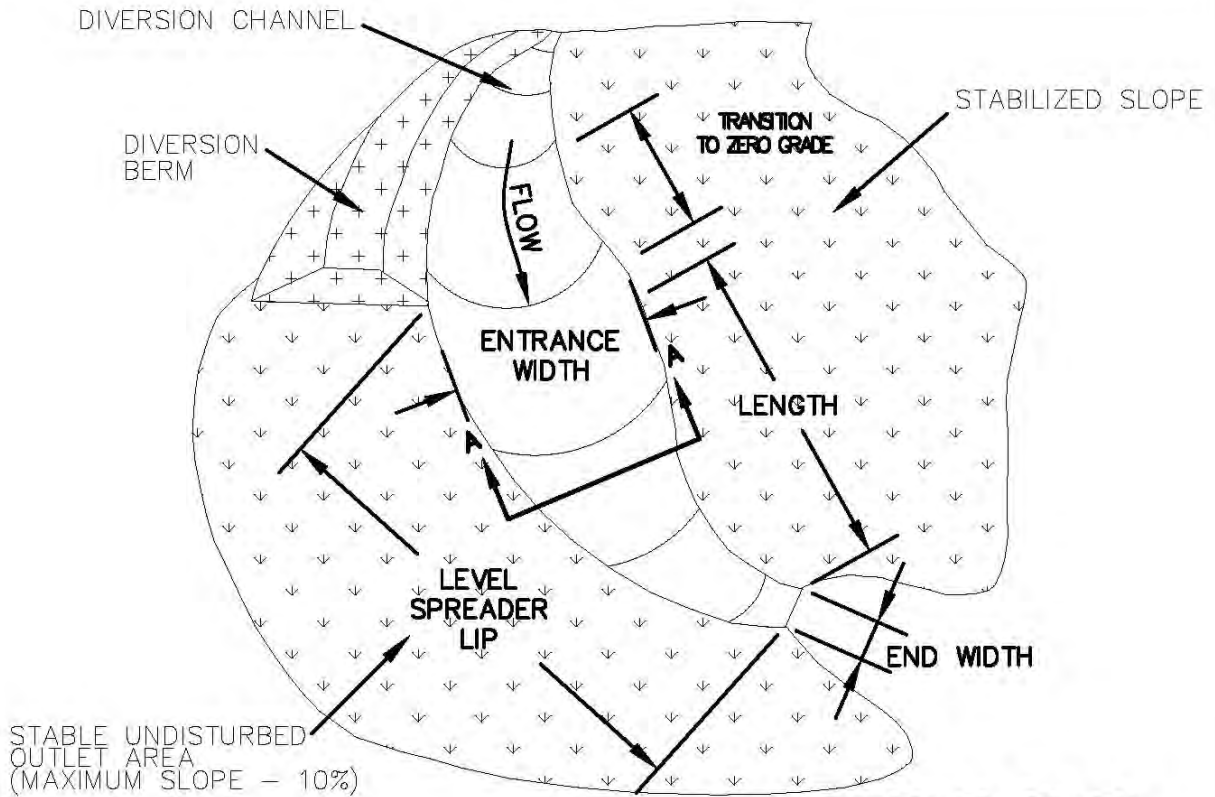 DIVERSION CHANNEL
STABILIZED SLOPE
TRANSITION
TO ZERO GRADE
DIVERSION
BERM
FLOW
ENTRANCE
WIDTH
A
LENGTH
A
LEVEL
SPREADER
LIP
END WIDTH
STABLE UNDISTURBED
OUTLET AREA
(MAXIMUM SLOPE – 10%)